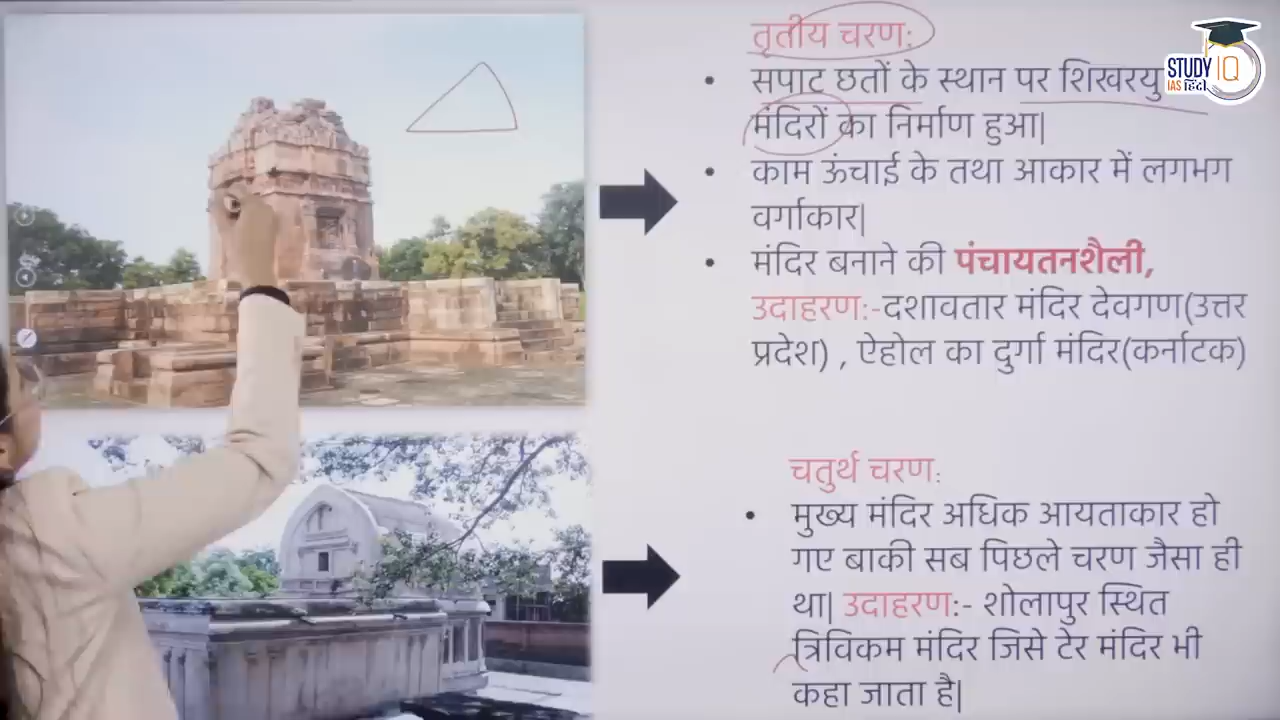 तृतीय चरण:
STUDY IQ
IAS हिंदी
• सपाट छतों के स्थान पर शिखरयु
मंदिरों का निर्माण हुआ|
• काम ऊंचाई के तथा आकार में लगभग
वर्गाकार|
• मंदिर बनाने की पंचायतनशैली,
उदाहरण:-दशावतार मंदिर देवगण(उत्तर
प्रदेश) , ऐहोल का दुर्गा मंदिर(कर्नाटक)
चतुर्थ चरण:
• मुख्य मंदिर अधिक आयताकार हो
गए बाकी सब पिछले चरण जैसा ही
था| उदाहरण:- शोलापुर स्थित
त्रिविकम मंदिर जिसे टेर मंदिर भी
कहा जाता है|